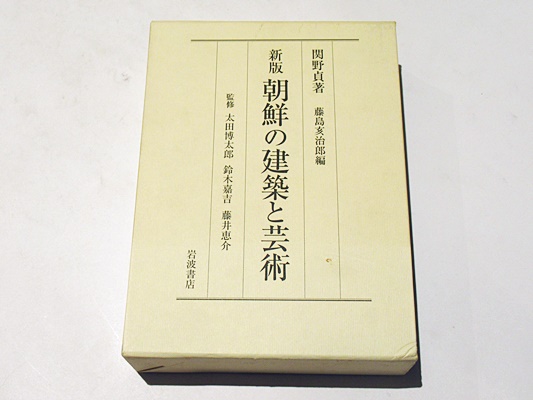 関野貞著 藤島亥治郎編
新版 朝鮮の建築と芸術
監修 太田博太郎 鈴木嘉吉 藤井恵介
岩波書店